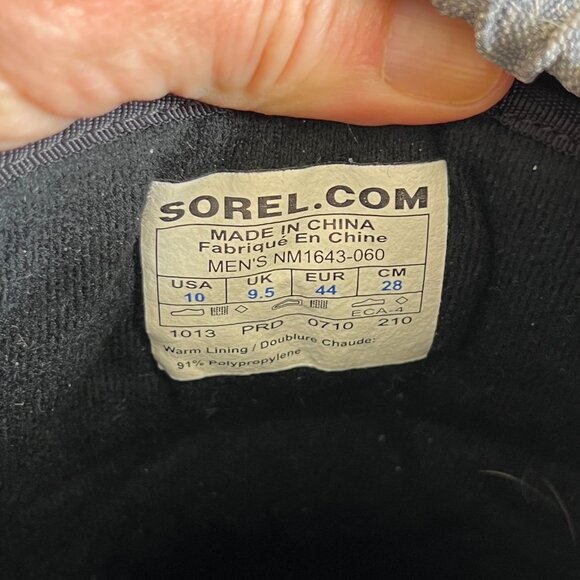 SOREL.COM
MADE IN CHINA
Fabriqué En Chine
MEN'S NM1643-060
USA UK EUR CM
10 9.5 44 28
ECA-4
1013 PRD 0710 210
Warm Lining / Doublure Chaude:
91% Polypropylene